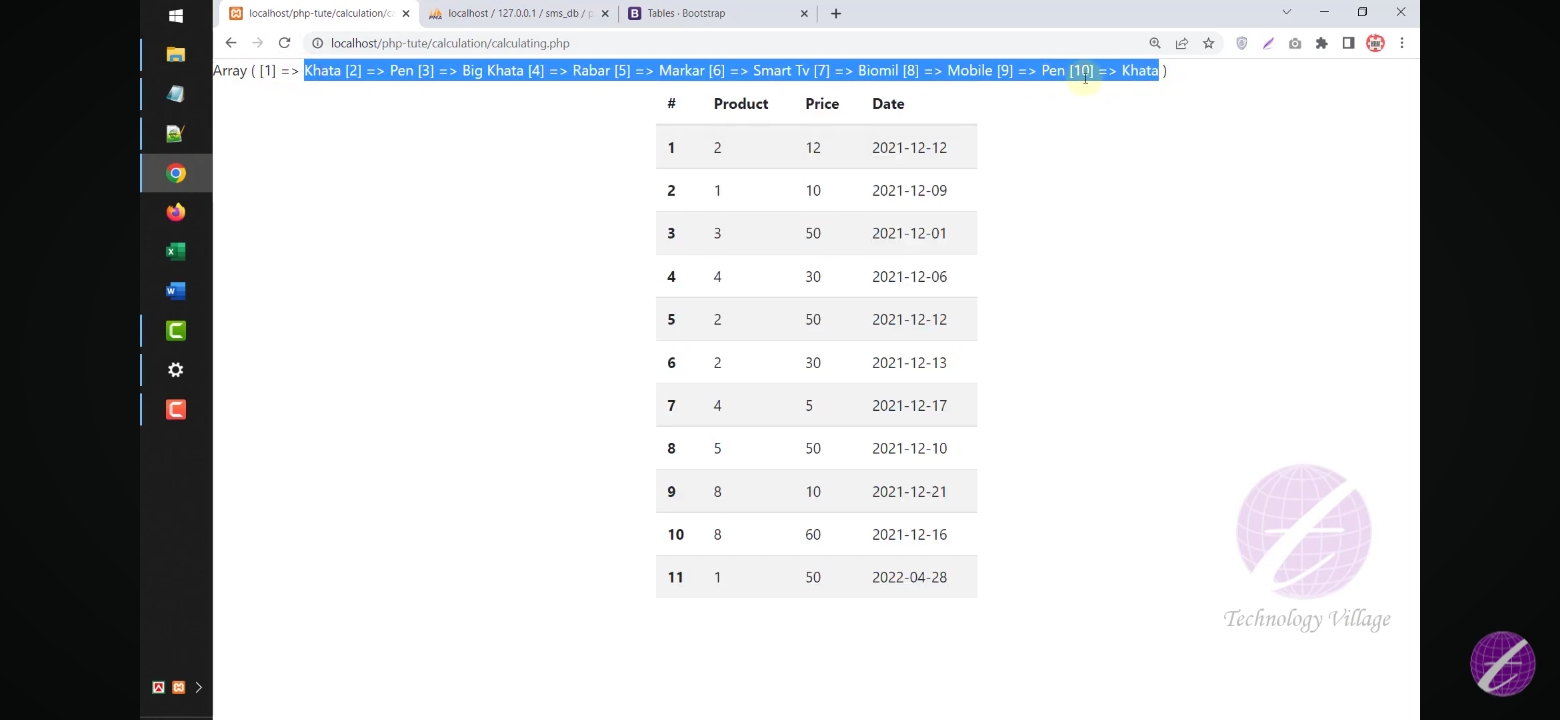 localhost/php-tute/calculation/c
localhost / 127.0.0.1 / sms_db / p
Tables · Bootstrap
localhost/php-tute/calculation/calculating.php
Array ( [1] => Khata [2] => Pen [3] => Big Khata [4] => Rabar [5] => Markar [6] => Smart Tv [7] => Biomil [8] => Mobile [9] => Pen [10] => Khata )
# Product Price Date
1 2 12 2021-12-12
2 1 10 2021-12-09
3 3 50 2021-12-01
4 4 30 2021-12-06
5 2 50 2021-12-12
6 2 30 2021-12-13
7 4 5 2021-12-17
8 5 50 2021-12-10
9 8 10 2021-12-21
10 8 60 2021-12-16
11 1 50 2022-04-28
Technology Village